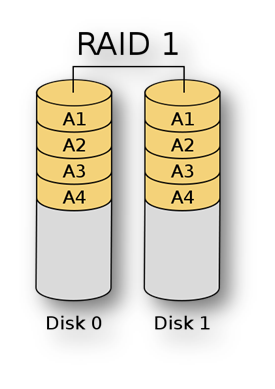 RAID 1
A1 A1
A2 A2
A3 A3
A4 A4
Disk 0 Disk 1